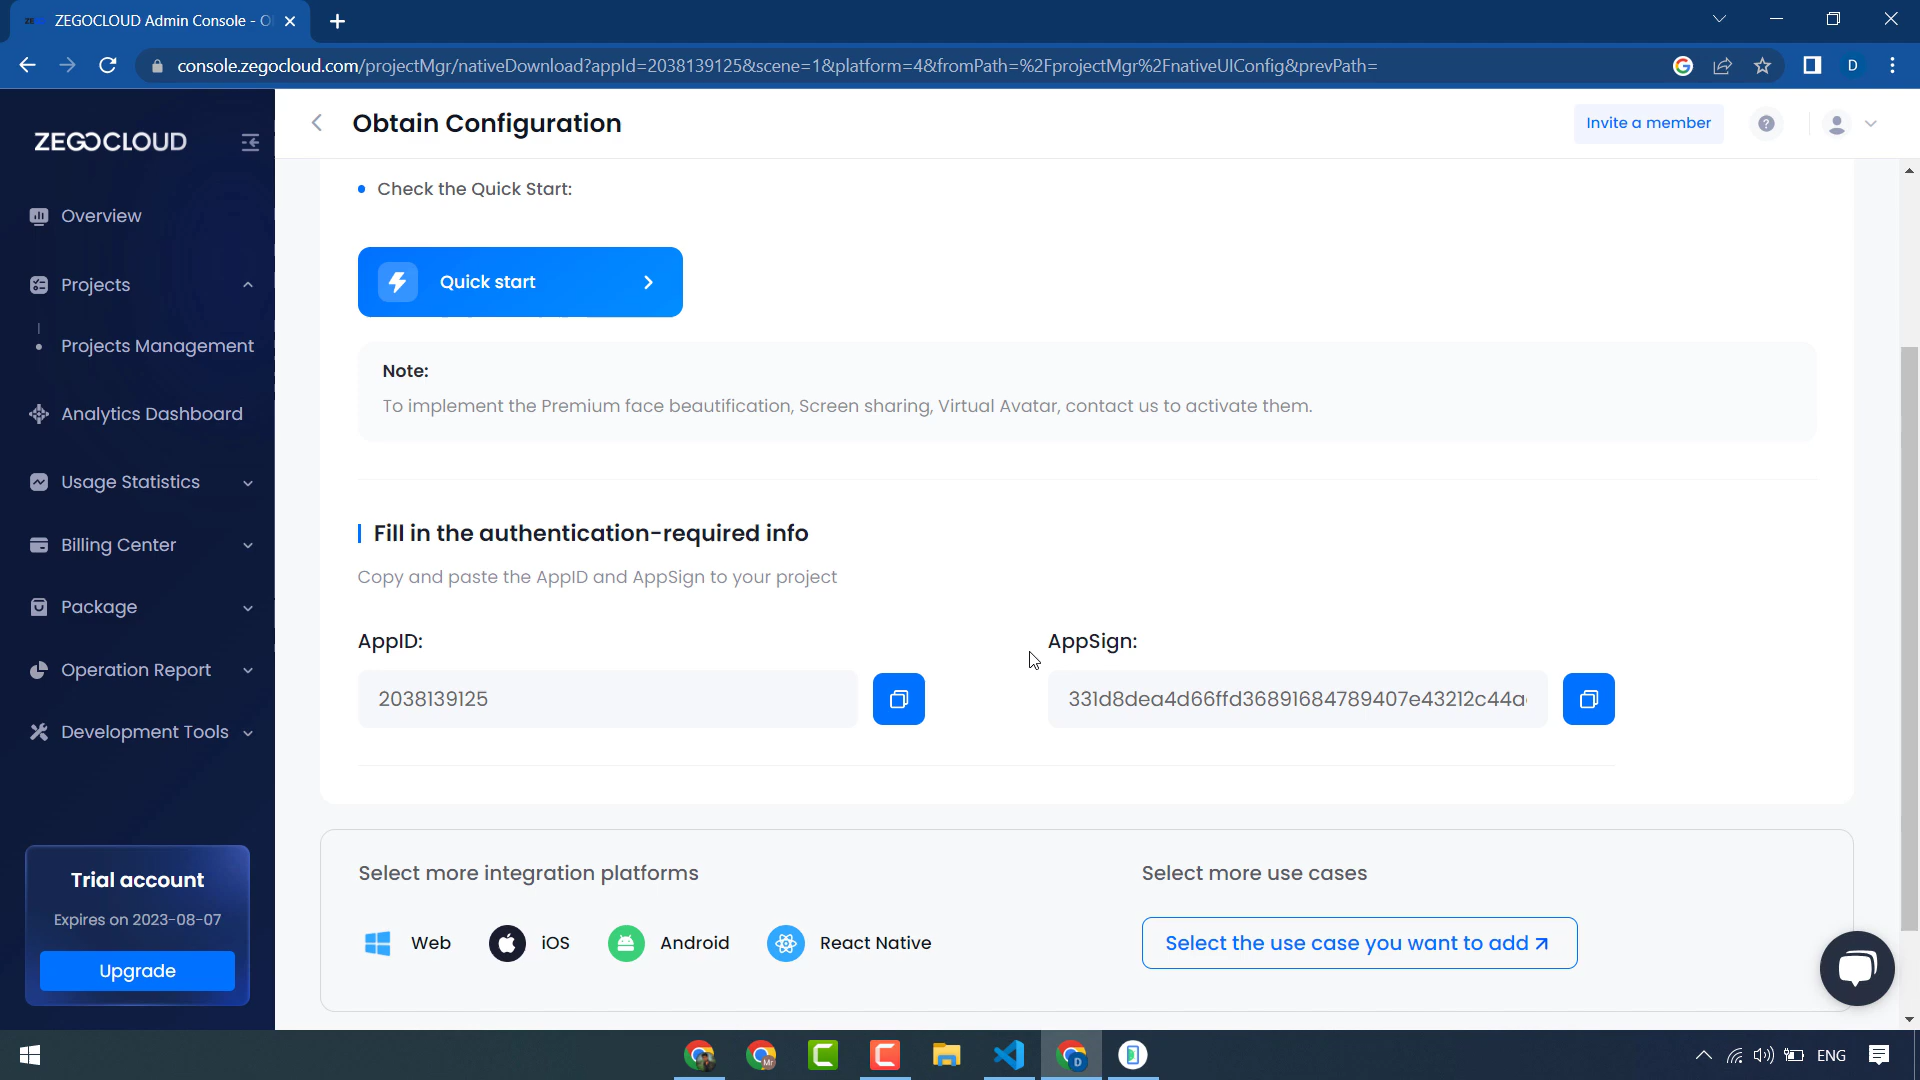 ZEGOCLOUD Admin Console - O
console.zegocloud.com/projectMgr/nativeDownload?appId=2038139125&scene=1&platform=4&fromPath=%2FprojectMgr%2FnativeUIConfig&prevPath=
D
ZEGOCLOUD
Obtain Configuration
Invite a member
Overview
Projects
Projects Management
Analytics Dashboard
Usage Statistics
Billing Center
Package
Operation Report
Development Tools
Trial account
Expires on 2023-08-07
Upgrade
Check the Quick Start:
Quick start
Note:
To implement the Premium face beautification, Screen sharing, Virtual Avatar, contact us to activate them.
Fill in the authentication-required info
Copy and paste the AppID and AppSign to your project
AppID:
2038139125
AppSign:
331d8dea4d66ffd36891684789407e43212c44a
Select more integration platforms
Web
iOS
Android
React Native
Select more use cases
Select the use case you want to add
ENG